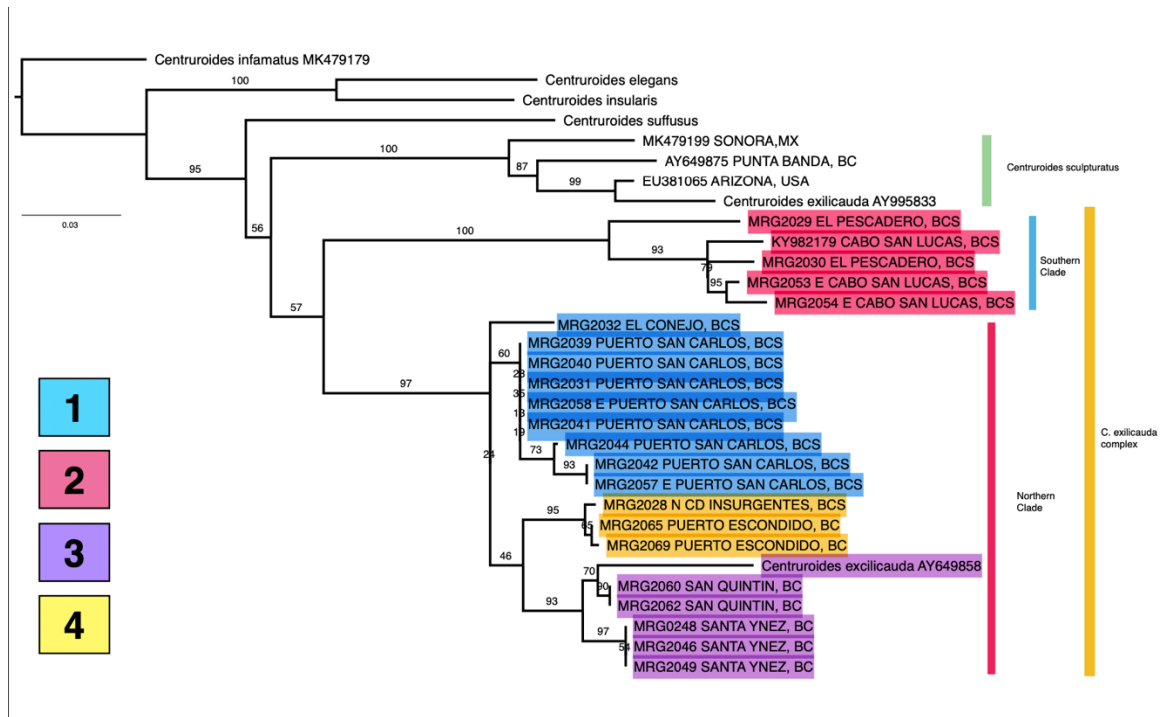 Centruroides infamatus MK479179
100
Centruroides elegans
Centruroides insularis
Centruroides suffusus
95
100
MK479199 SONORA,MX
87
AY649875 PUNTA BANDA, BC
99
EU381065 ARIZONA, USA
Centruroides exilicauda AY995833
Centruroides sculpturatus
0.03
56
100
MRG2029 EL PESCADERO, BCS
93
KY982179 CABO SAN LUCAS, BCS
79
MRG2030 EL PESCADERO, BCS
95
MRG2053 E CABO SAN LUCAS, BCS
MRG2054 E CABO SAN LUCAS, BCS
Southern
Clade
57
97
MRG2032 EL CONEJO, BCS
60
MRG2039 PUERTO SAN CARLOS, BCS
MRG2040 PUERTO SAN CARLOS, BCS
28
MRG2031 PUERTO SAN CARLOS, BCS
35
MRG2058 E PUERTO SAN CARLOS, BCS
13
MRG2041 PUERTO SAN CARLOS, BCS
19
MRG2044 PUERTO SAN CARLOS, BCS
73
MRG2042 PUERTO SAN CARLOS, BCS
93
MRG2057 E PUERTO SAN CARLOS, BCS
24
95
MRG2028 N CD INSURGENTES, BCS
65
MRG2065 PUERTO ESCONDIDO, BC
MRG2069 PUERTO ESCONDIDO, BC
46
Centruroides excilicauda AY649858
70
90
MRG2060 SAN QUINTIN, BC
MRG2062 SAN QUINTIN, BC
93
97
MRG0248 SANTA YNEZ, BC
54
MRG2046 SANTA YNEZ, BC
MRG2049 SANTA YNEZ, BC
Northern
Clade
C. exilicauda
complex
1
2
3
4